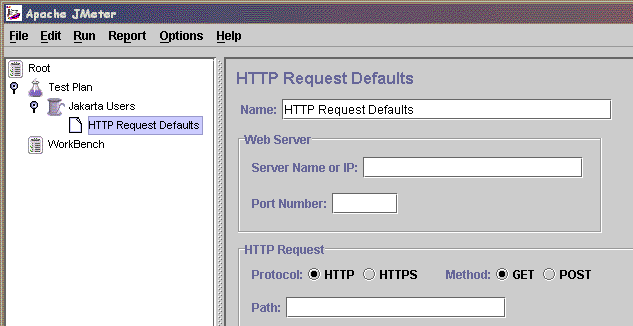 Apache JMeter
File Edit Run Report Options Help
Root
Test Plan
Jakarta Users
HTTP Request Defaults
WorkBench
HTTP Request Defaults
Name: HTTP Request Defaults
Web Server
Server Name or IP:
Port Number:
HTTP Request
Protocol: HTTP HTTPS Method: GET POST
Path: